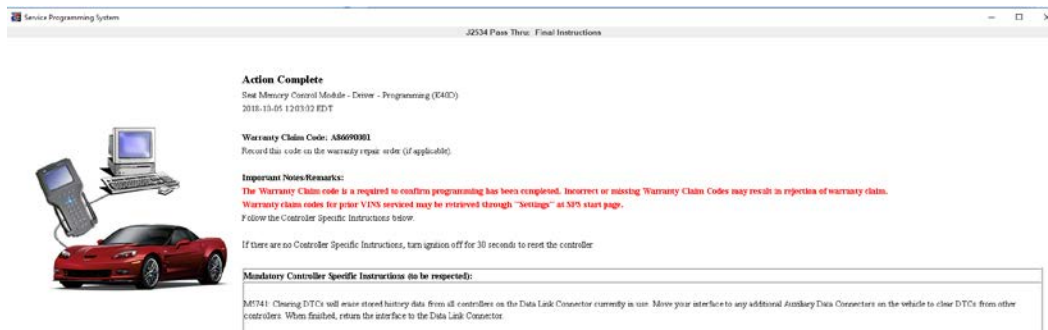 Service Programming System
J2534 Pass Thru: Final Instructions
Action Complete
Seat Memory Control Module - Driver - Programming (K40D)
2018-10-05 12:03:02 EDT
Warranty Claim Code: A86690001
Record this code on the warranty repair order (if applicable).
Important Notes/Remarks:
The Warranty Claim code is a required to confirm programming has been completed. Incorrect or missing Warranty Claim Codes may result in rejection of warranty claim.
Warranty claim codes for prior VINS serviced may be retrieved through "Settings" at SPS start page.
Follow the Controller Specific Instructions below.
If there are no Controller Specific Instructions, turn ignition off for 30 seconds to reset the controller
Mandatory Controller Specific Instructions (to be respected):
M5741: Clearing DTCs will erase stored history data from all controllers on the Data Link Connector currently in use. Move your interface to any additional Auxiliary Data Connectors on the vehicle to clear DTCs from other
controllers. When finished, return the interface to the Data Link Connector.